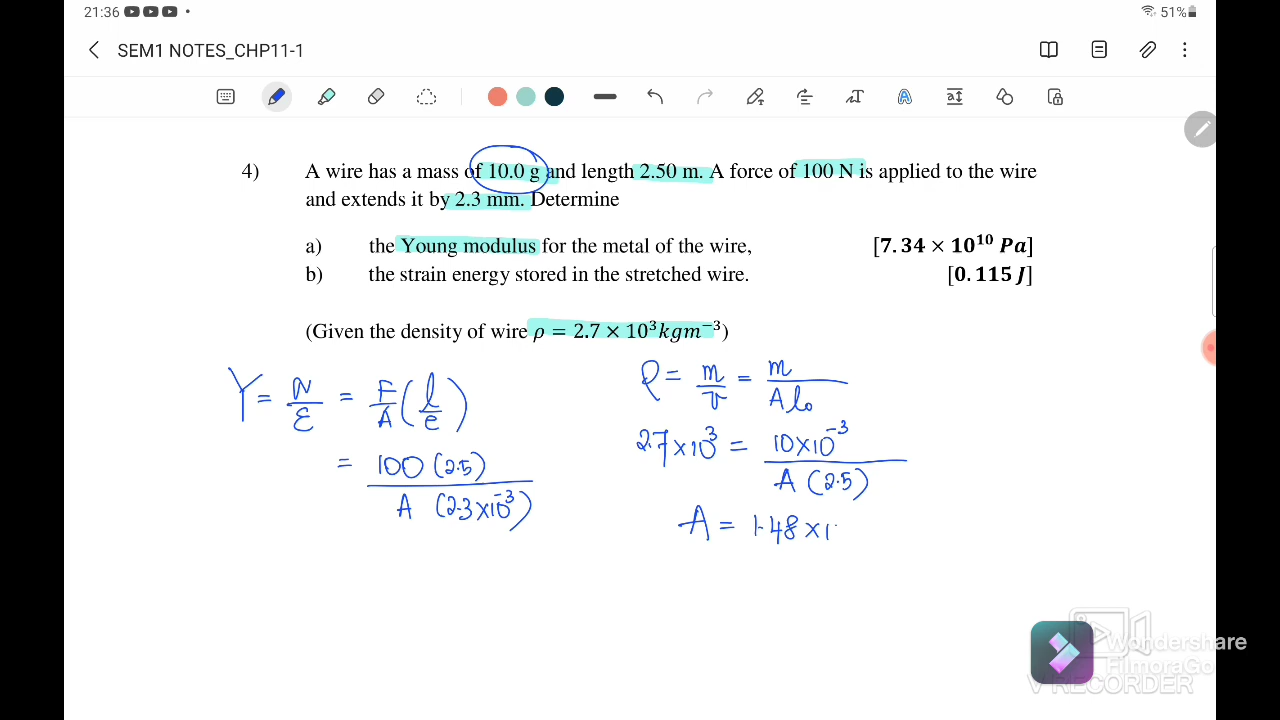 21:36
51%
SEM1 NOTES_CHP11-1
4) A wire has a mass of 10.0 g and length 2.50 m. A force of 100 N is applied to the wire
and extends it by 2.3 mm. Determine
a) the Young modulus for the metal of the wire, [7.34 × 10¹⁰ Pa]
b) the strain energy stored in the stretched wire. [0.115 J]
(Given the density of wire ρ = 2.7 × 10³kgm⁻³)
Y = σ/ε = F/A (l/e)
= 100 (2.5) / A (2.3×10⁻³)
ρ = m/V = m/A l₀
2.7×10³ = 10×10⁻³ / A (2.5)
A = 1.48 × 1
Wondershare
FilmoraGo
V RECORDER